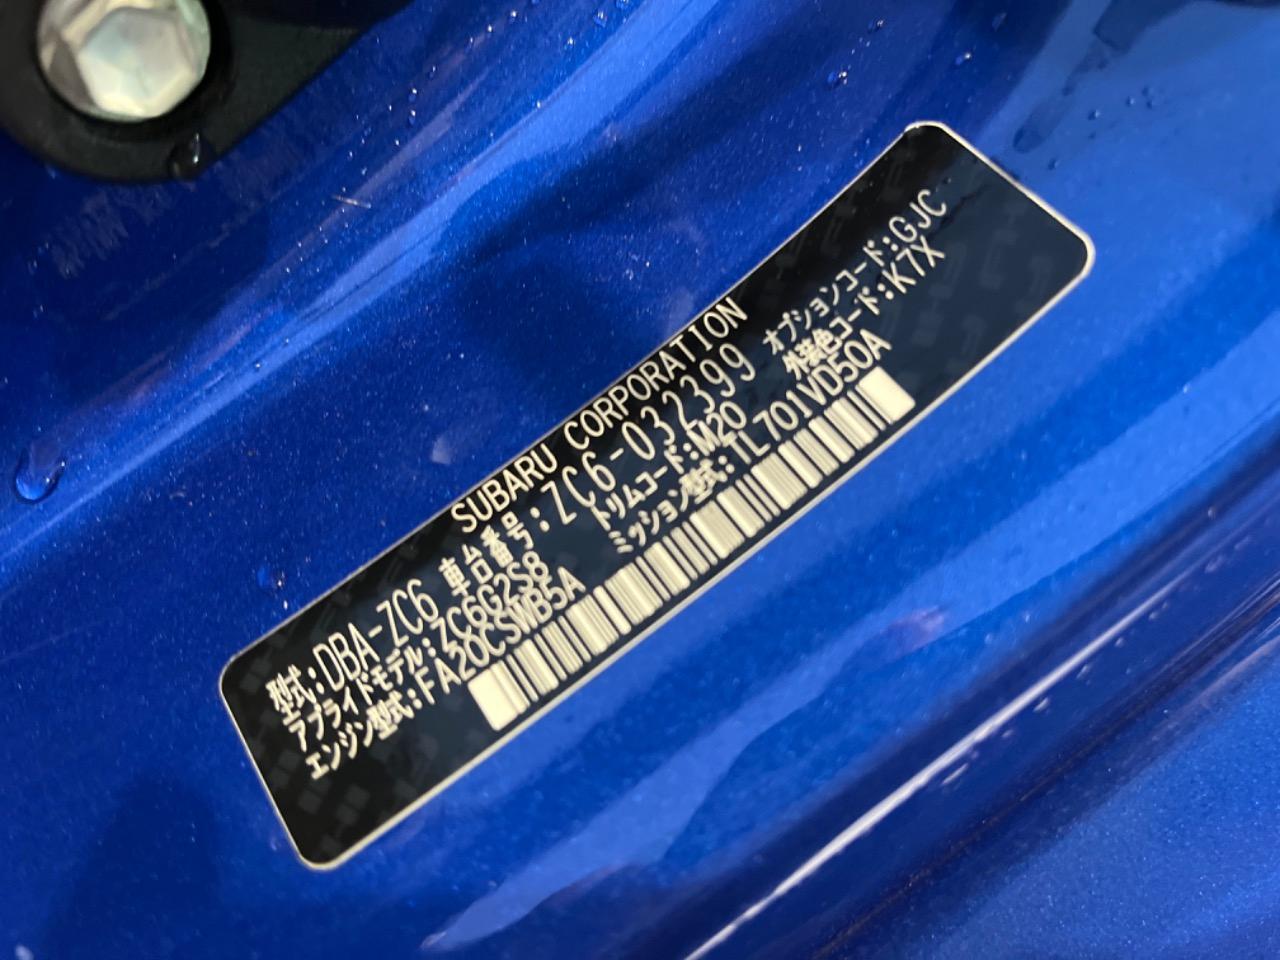 SUBARU CORPORATION
型式:DBA-ZC6 車台番号:ZC6-032399 オプションコード:GJC
アプライドモデル:ZC6G2S8 トリムコード:M20 外装色コード:K7X
エンジン型式:FA20CSWB5A ミッション型式:TL701VD50A